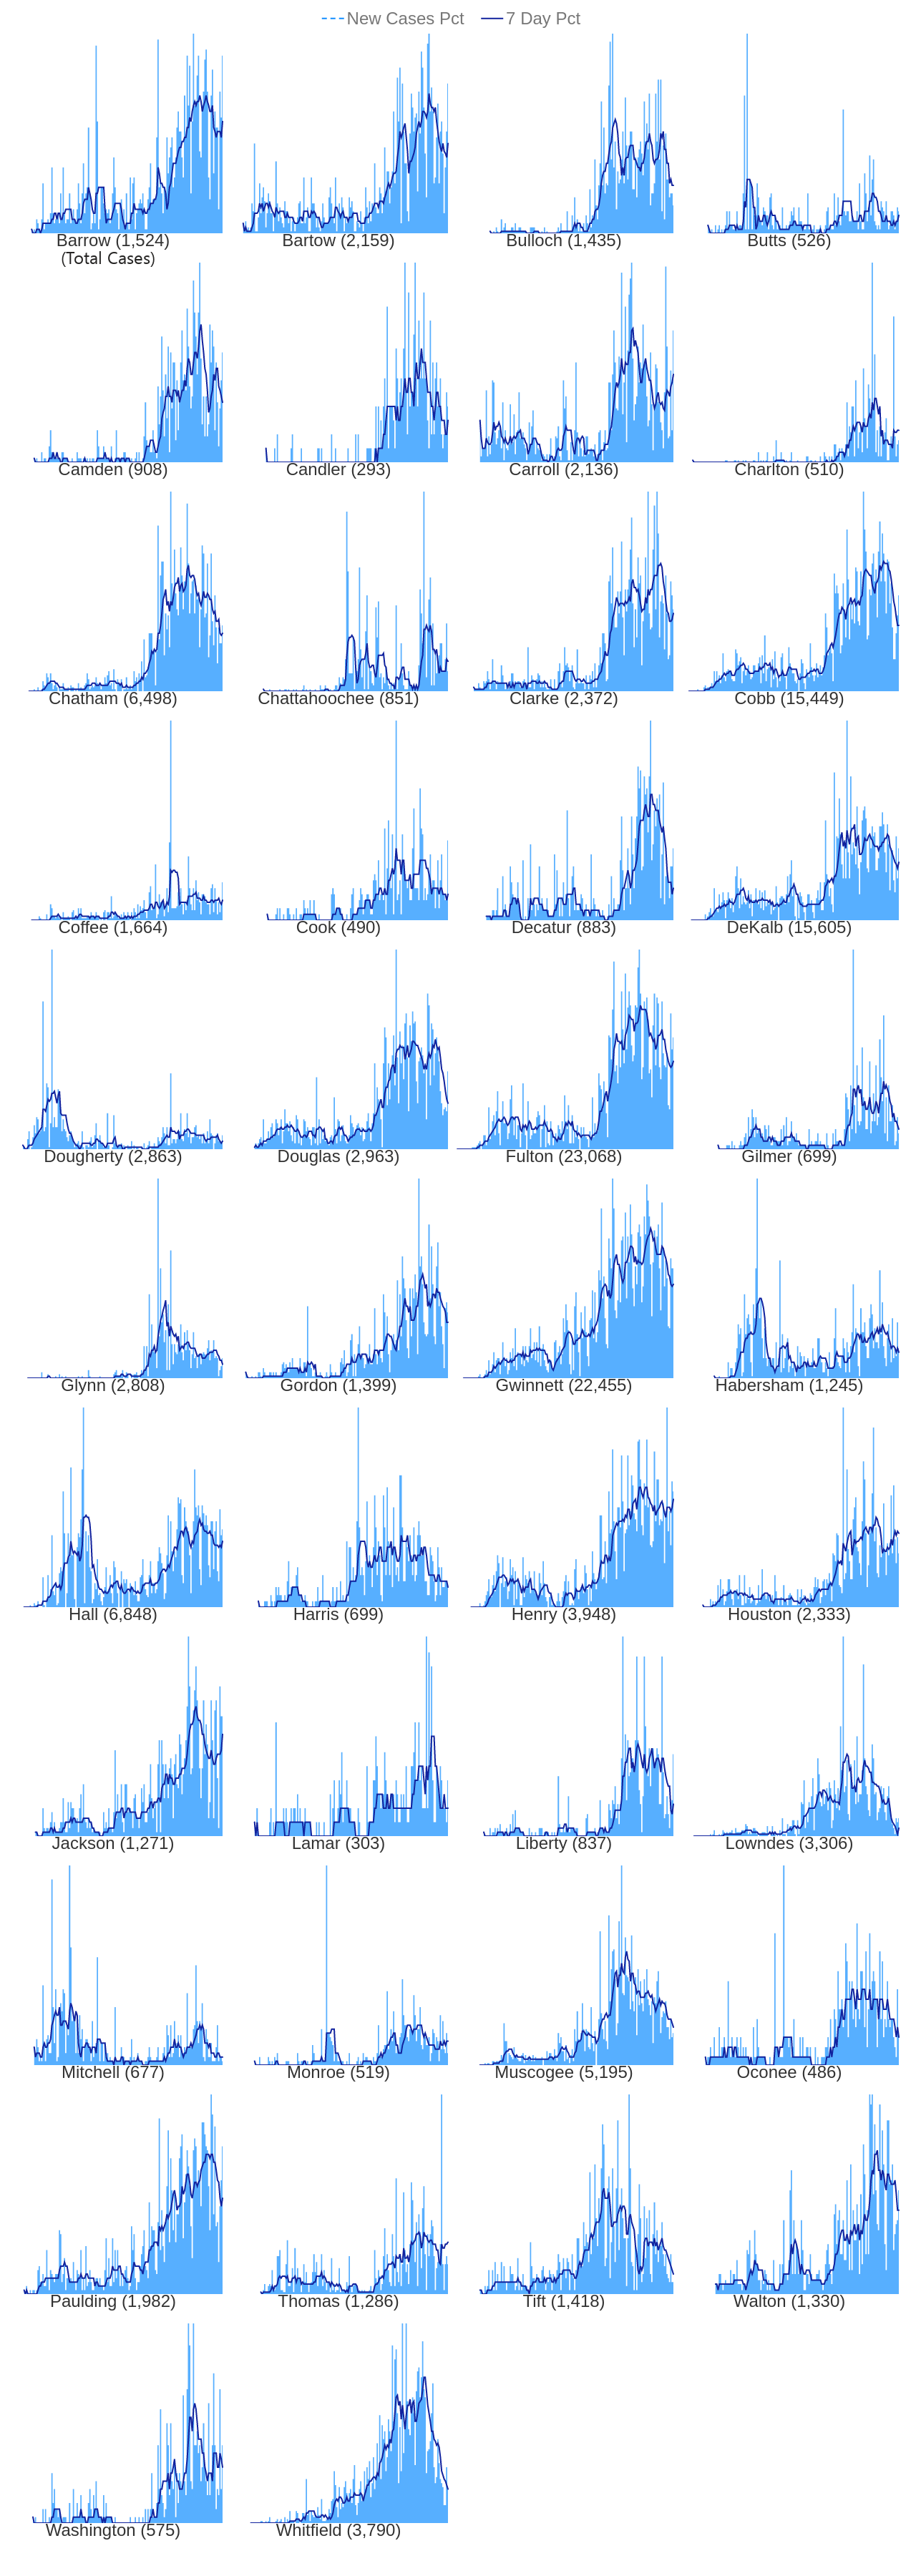 New Cases Pct 7 Day Pct
Barrow (1,524) Bartow (2,159) Bulloch (1,435) Butts (526)
(Total Cases)
Camden (908) Candler (293) Carroll (2,136) Charlton (510)
Chatham (6,498) Chattahoochee (851) Clarke (2,372) Cobb (15,449)
Coffee (1,664) Cook (490) Decatur (883) DeKalb (15,605)
Dougherty (2,863) Douglas (2,963) Fulton (23,068) Gilmer (699)
Glynn (2,808) Gordon (1,399) Gwinnett (22,455) Habersham (1,245)
Hall (6,848) Harris (699) Henry (3,948) Houston (2,333)
Jackson (1,271) Lamar (303) Liberty (837) Lowndes (3,306)
Mitchell (677) Monroe (519) Muscogee (5,195) Oconee (486)
Paulding (1,982) Thomas (1,286) Tift (1,418) Walton (1,330)
Washington (575) Whitfield (3,790)